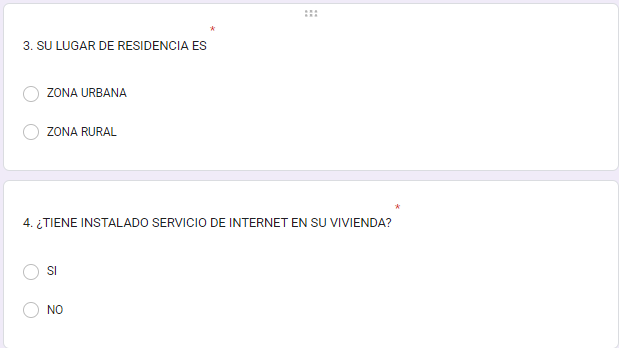 3. SU LUGAR DE RESIDENCIA ES *
ZONA URBANA
ZONA RURAL
4. ¿TIENE INSTALADO SERVICIO DE INTERNET EN SU VIVIENDA? *
SI
NO